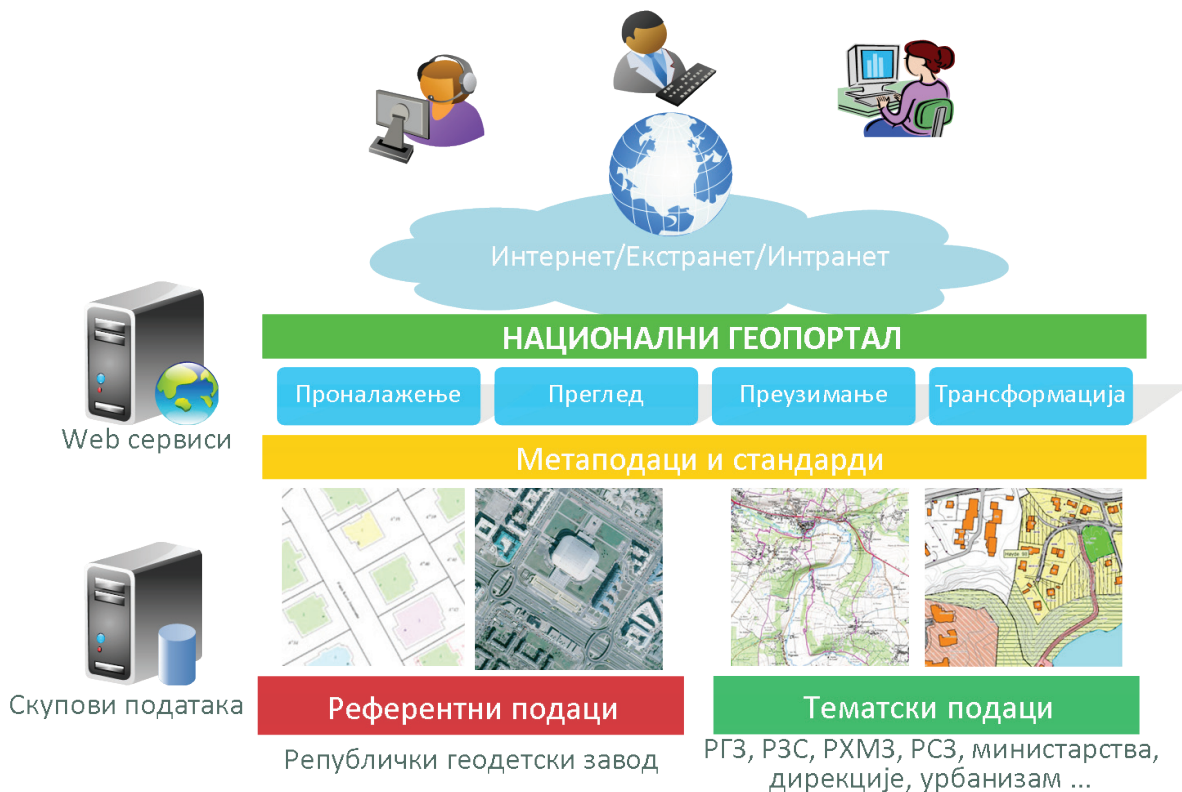 Интернет/Екстранет/Интранет
НАЦИОНАЛНИ ГЕОПОРТАЛ
Проналажење
Преглед
Преузимање
Трансформација
Web сервиси
Метаподаци и стандарди
Скупови података
Референтни подаци
Тематски подаци
Републички геодетски завод
РГЗ, РЗС, РХМЗ, РСЗ, министарства,
дирекције, урбанизам ...